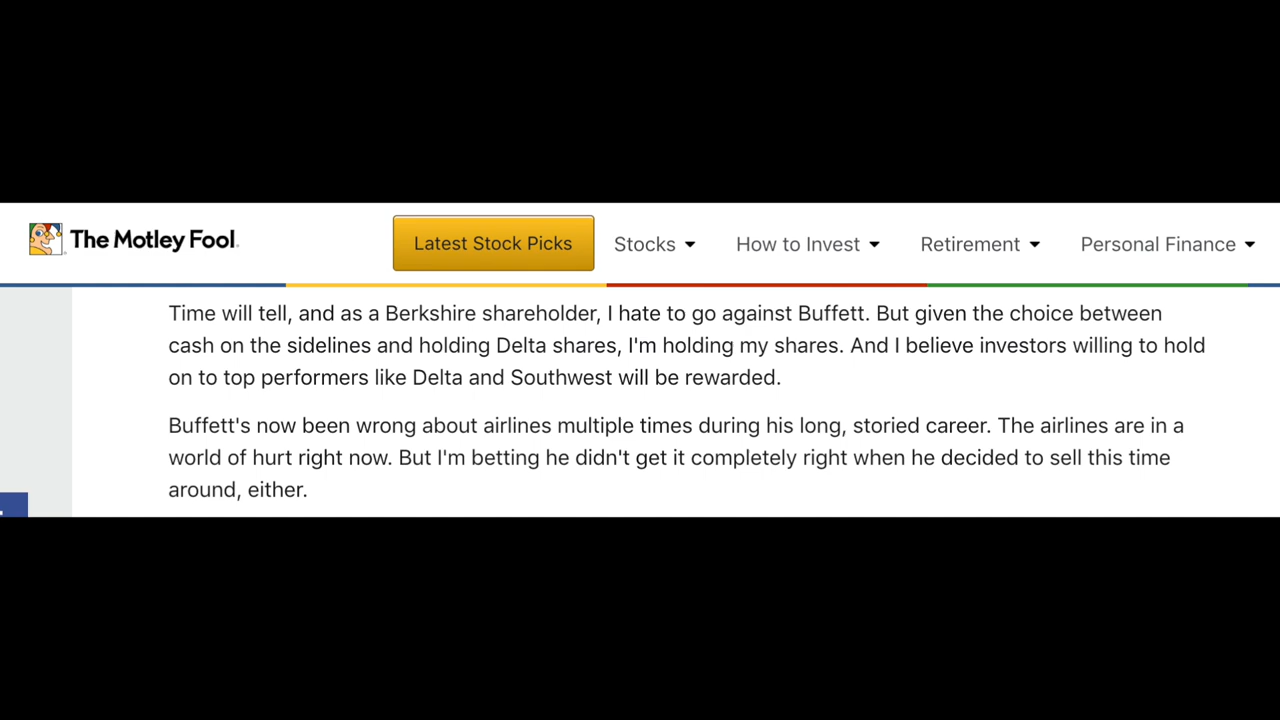 The Motley Fool.
Latest Stock Picks
Stocks
How to Invest
Retirement
Personal Finance
Time will tell, and as a Berkshire shareholder, I hate to go against Buffett. But given the choice between
cash on the sidelines and holding Delta shares, I'm holding my shares. And I believe investors willing to hold
on to top performers like Delta and Southwest will be rewarded.
Buffett's now been wrong about airlines multiple times during his long, storied career. The airlines are in a
world of hurt right now. But I'm betting he didn't get it completely right when he decided to sell this time
around, either.